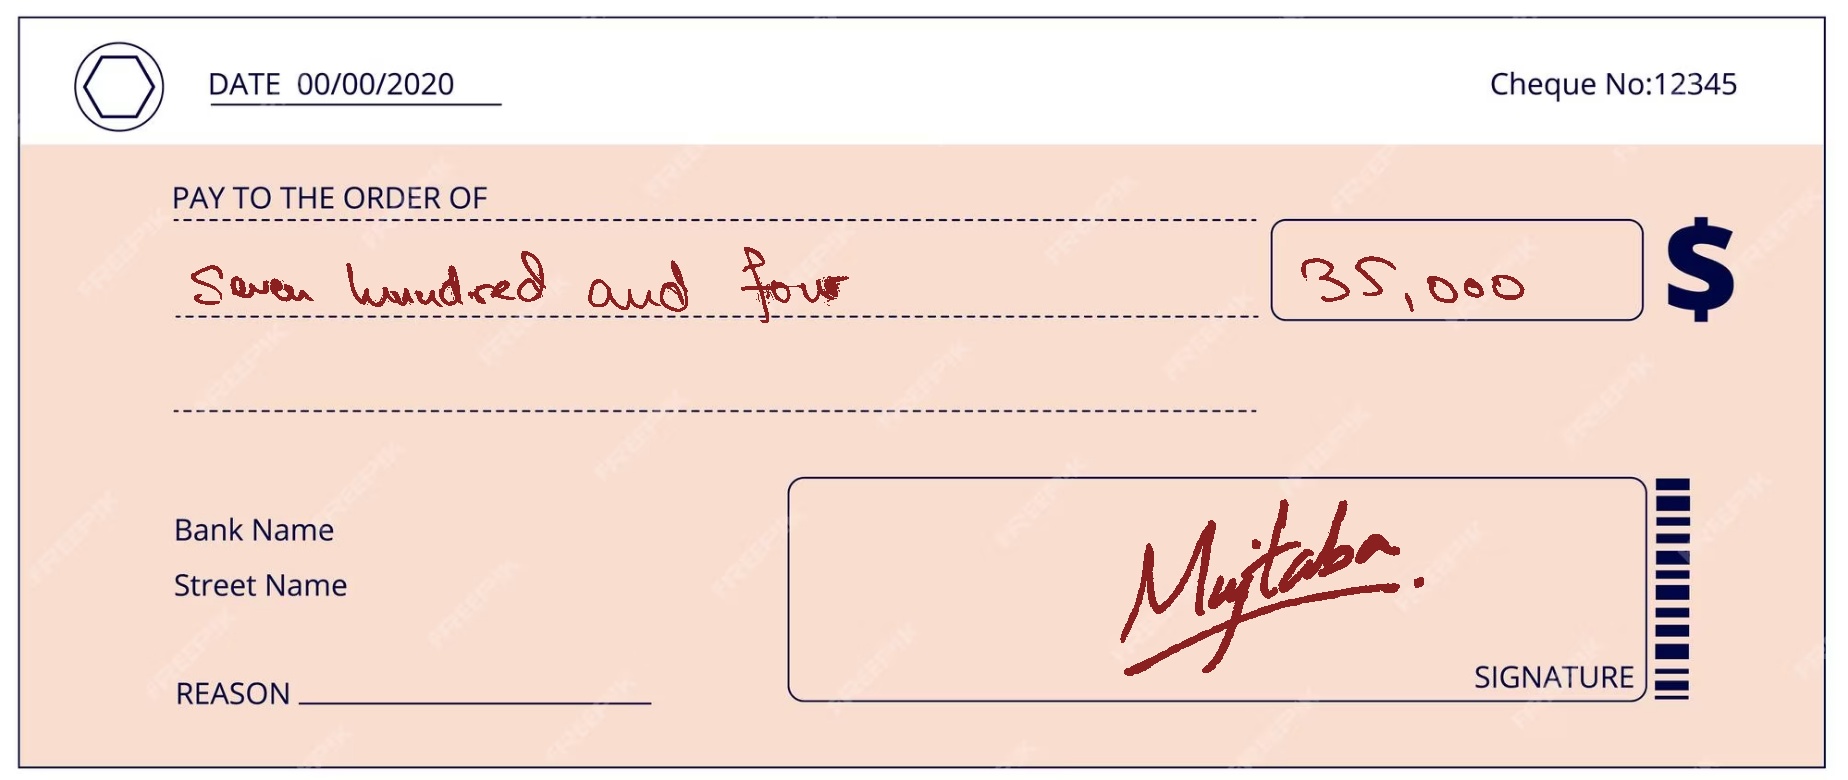 DATE 00/00/2020
Cheque No:12345
PAY TO THE ORDER OF
Seven hundred and four
35,000 $
Bank Name
Street Name
Mujtaba.
SIGNATURE
REASON